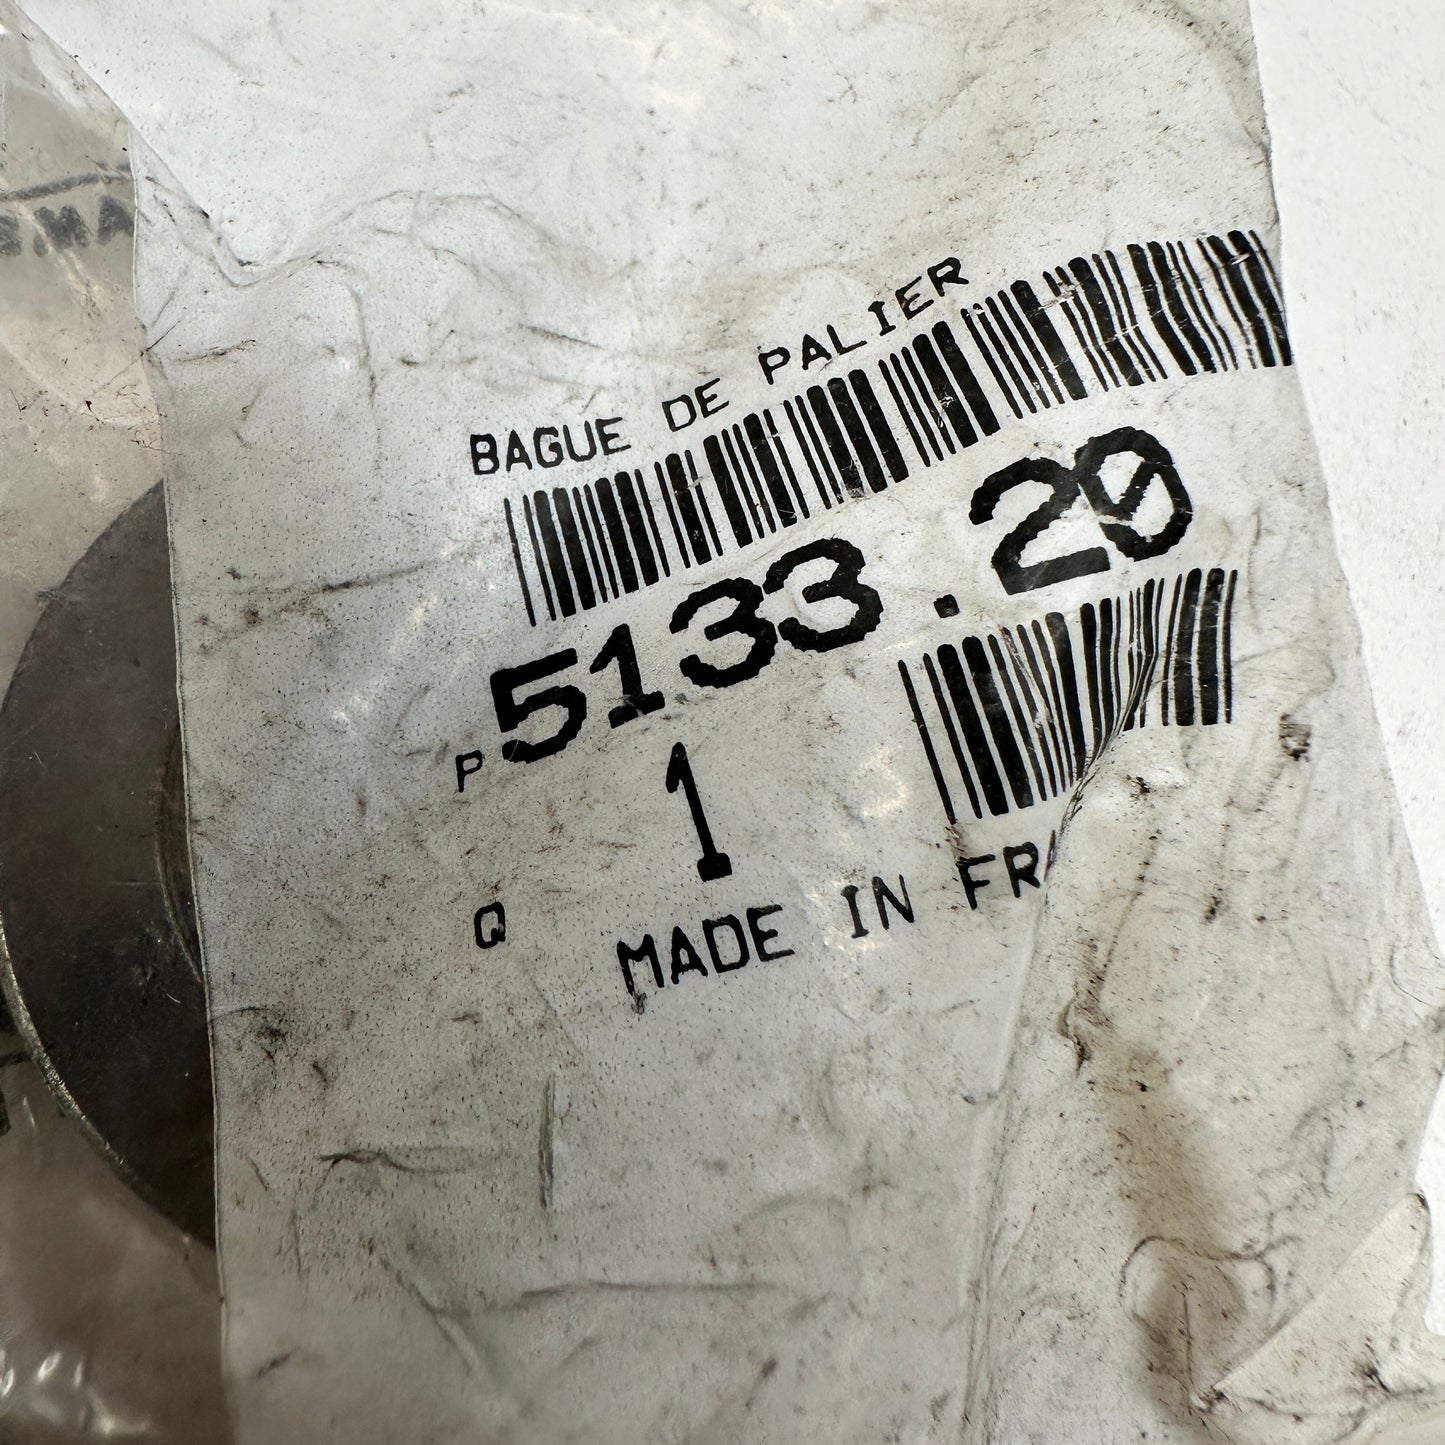 BAGUE DE PALIER
P 5133.20
Q 1
MADE IN FR